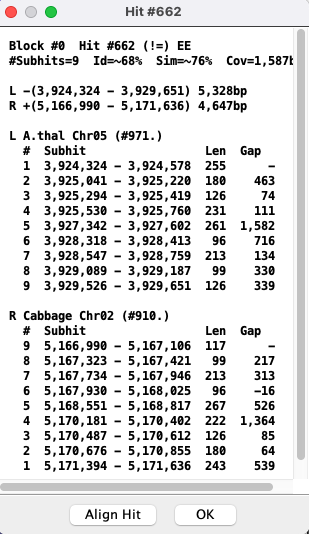 Hit #662
Block #0  Hit #662 (!=) EE
#Subhits=9  Id=~68%  Sim=~76%  Cov=1,587b
L −(3,924,324 − 3,929,651) 5,328bp
R +(5,166,990 − 5,171,636) 4,647bp
L A.thal Chr05 (#971.)
#  Subhit  Len  Gap
1  3,924,324 − 3,924,578  255  −
2  3,925,041 − 3,925,220  180  463
3  3,925,294 − 3,925,419  126  74
4  3,925,530 − 3,925,760  231  111
5  3,927,342 − 3,927,602  261  1,582
6  3,928,318 − 3,928,413  96  716
7  3,928,547 − 3,928,759  213  134
8  3,929,089 − 3,929,187  99  330
9  3,929,526 − 3,929,651  126  339
R Cabbage Chr02 (#910.)
#  Subhit  Len  Gap
9  5,166,990 − 5,167,106  117  −
8  5,167,323 − 5,167,421  99  217
7  5,167,734 − 5,167,946  213  313
6  5,167,930 − 5,168,025  96  −16
5  5,168,551 − 5,168,817  267  526
4  5,170,181 − 5,170,402  222  1,364
3  5,170,487 − 5,170,612  126  85
2  5,170,676 − 5,170,855  180  64
1  5,171,394 − 5,171,636  243  539
Align Hit  OK